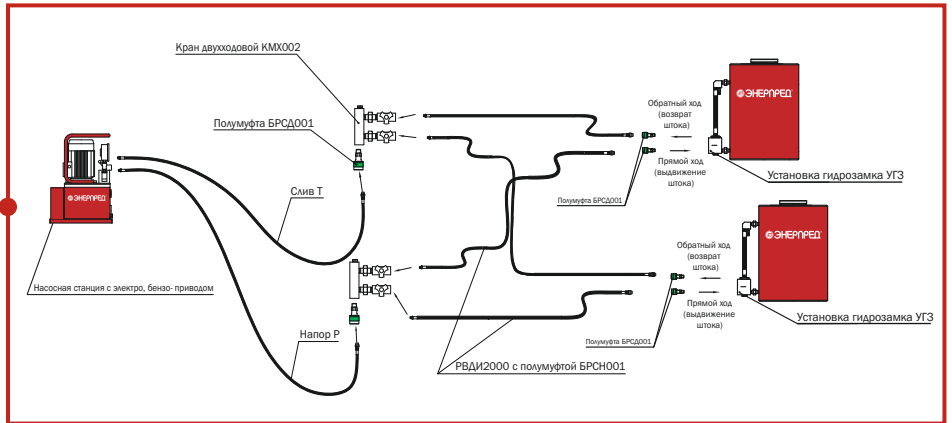 Кран двухходовой КМХ002
Полумуфта БРСД001
Слив Т
ЭНЕРПРЕД
Насосная станция с электро, бензо- приводом
Напор Р
РВДИ2000 с полумуфтой БРСН001
ЭНЕРПРЕД
Обратный ход
(возврат
штока)
Прямой ход
(выдвижение
штока)
Полумуфта БРСД001
Установка гидрозамка УГЗ
ЭНЕРПРЕД
Обратный ход
(возврат
штока)
Прямой ход
(выдвижение
штока)
Полумуфта БРСД001
Установка гидрозамка УГЗ